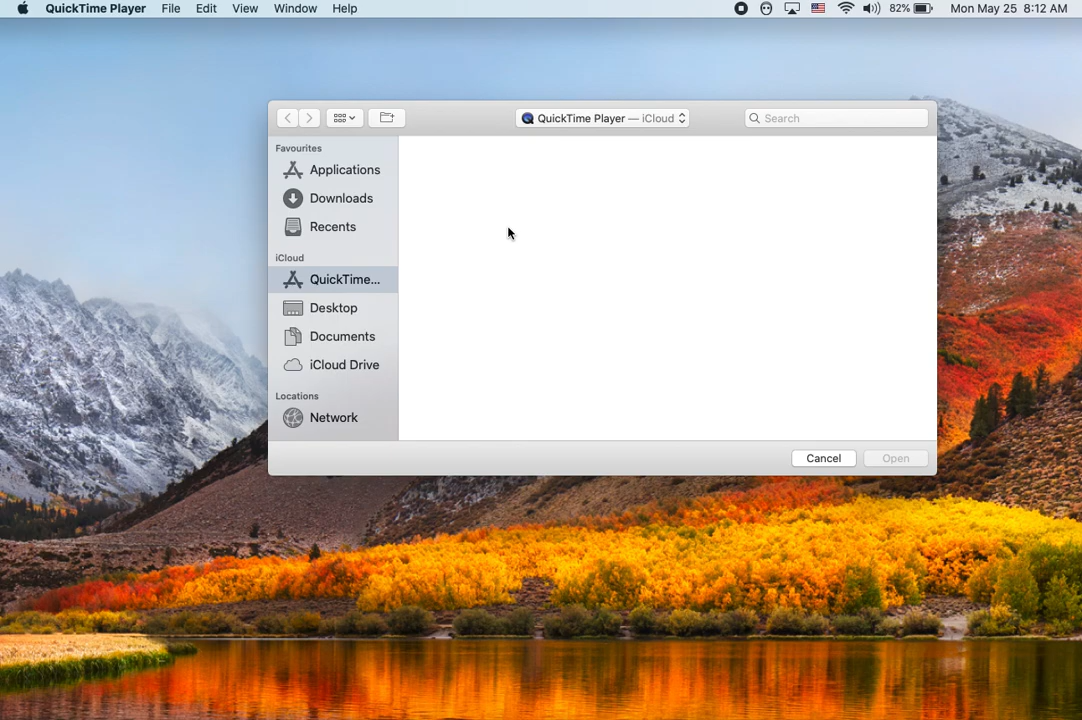 QuickTime Player File Edit View Window Help 82% Mon May 25 8:12 AM
QuickTime Player — iCloud
Search
Favourites
Applications
Downloads
Recents
iCloud
QuickTime...
Desktop
Documents
iCloud Drive
Locations
Network
Cancel Open